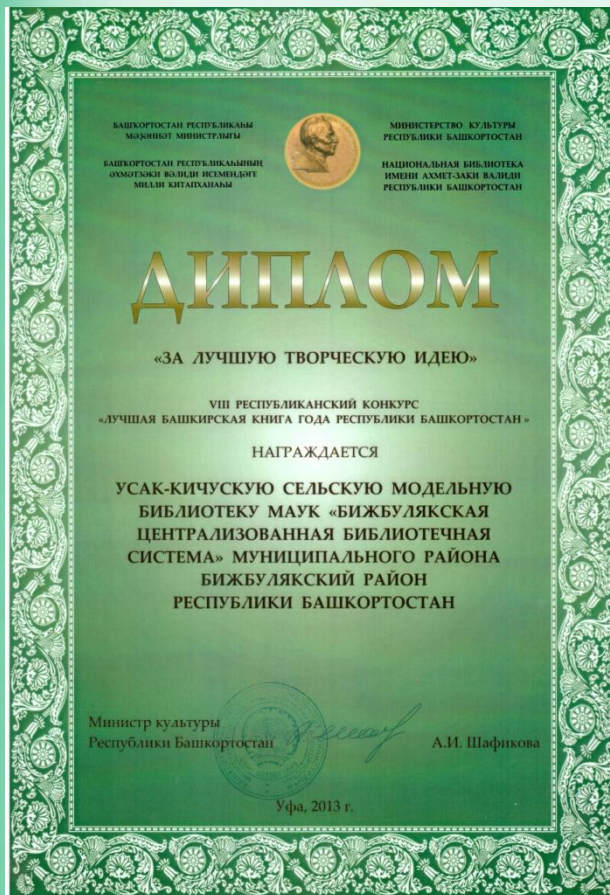 БАШҠОРТОСТАН РЕСПУБЛИКАҺЫ
МӘҘӘНИӘТ МИНИСТРЛЫҒЫ
БАШҠОРТОСТАН РЕСПУБЛИКАҺЫНЫҢ
ӘХМӘТЗӘКИ ВӘЛИДИ ИСЕМЕНДӘГЕ
МИЛЛИ КИТАПХАНАҺЫ
МИНИСТЕРСТВО КУЛЬТУРЫ
РЕСПУБЛИКИ БАШКОРТОСТАН
НАЦИОНАЛЬНАЯ БИБЛИОТЕКА
ИМЕНИ АХМЕТ-ЗАКИ ВАЛИДИ
РЕСПУБЛИКИ БАШКОРТОСТАН
ДИПЛОМ
«ЗА ЛУЧШУЮ ТВОРЧЕСКУЮ ИДЕЮ»
VIII РЕСПУБЛИКАНСКИЙ КОНКУРС
«ЛУЧШАЯ БАШКИРСКАЯ КНИГА ГОДА РЕСПУБЛИКИ БАШКОРТОСТАН »
НАГРАЖДАЕТСЯ
УСАК-КИЧУСКУЮ СЕЛЬСКУЮ МОДЕЛЬНУЮ
БИБЛИОТЕКУ МАУК «БИЖБУЛЯКСКАЯ
ЦЕНТРАЛИЗОВАННАЯ БИБЛИОТЕЧНАЯ
СИСТЕМА» МУНИЦИПАЛЬНОГО РАЙОНА
БИЖБУЛЯКСКИЙ РАЙОН
РЕСПУБЛИКИ БАШКОРТОСТАН
Министр культуры
Республики Башкортостан
А.И. Шафикова
Уфа, 2013 г.